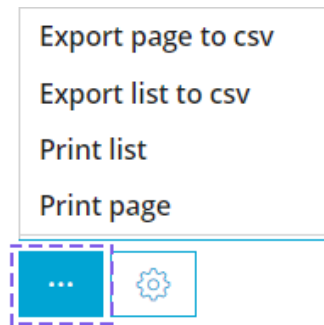 Export page to csv
Export list to csv
Print list
Print page
...